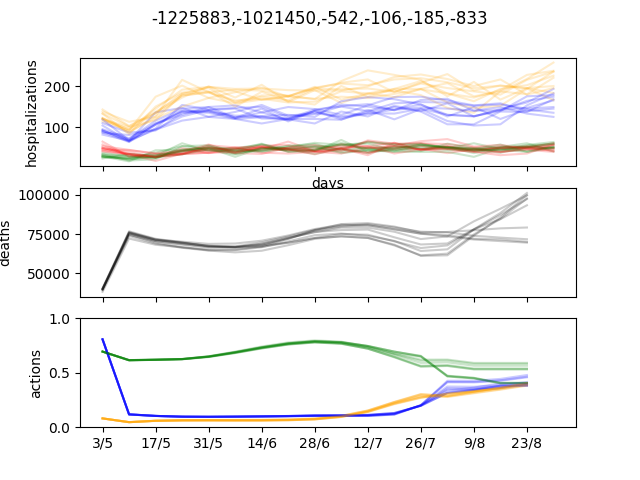 -1225883,-1021450,-542,-106,-185,-833
hospitalizations
200
100
days
deaths
100000
75000
50000
actions
1.0
0.5
0.0
3/5 17/5 31/5 14/6 28/6 12/7 26/7 9/8 23/8